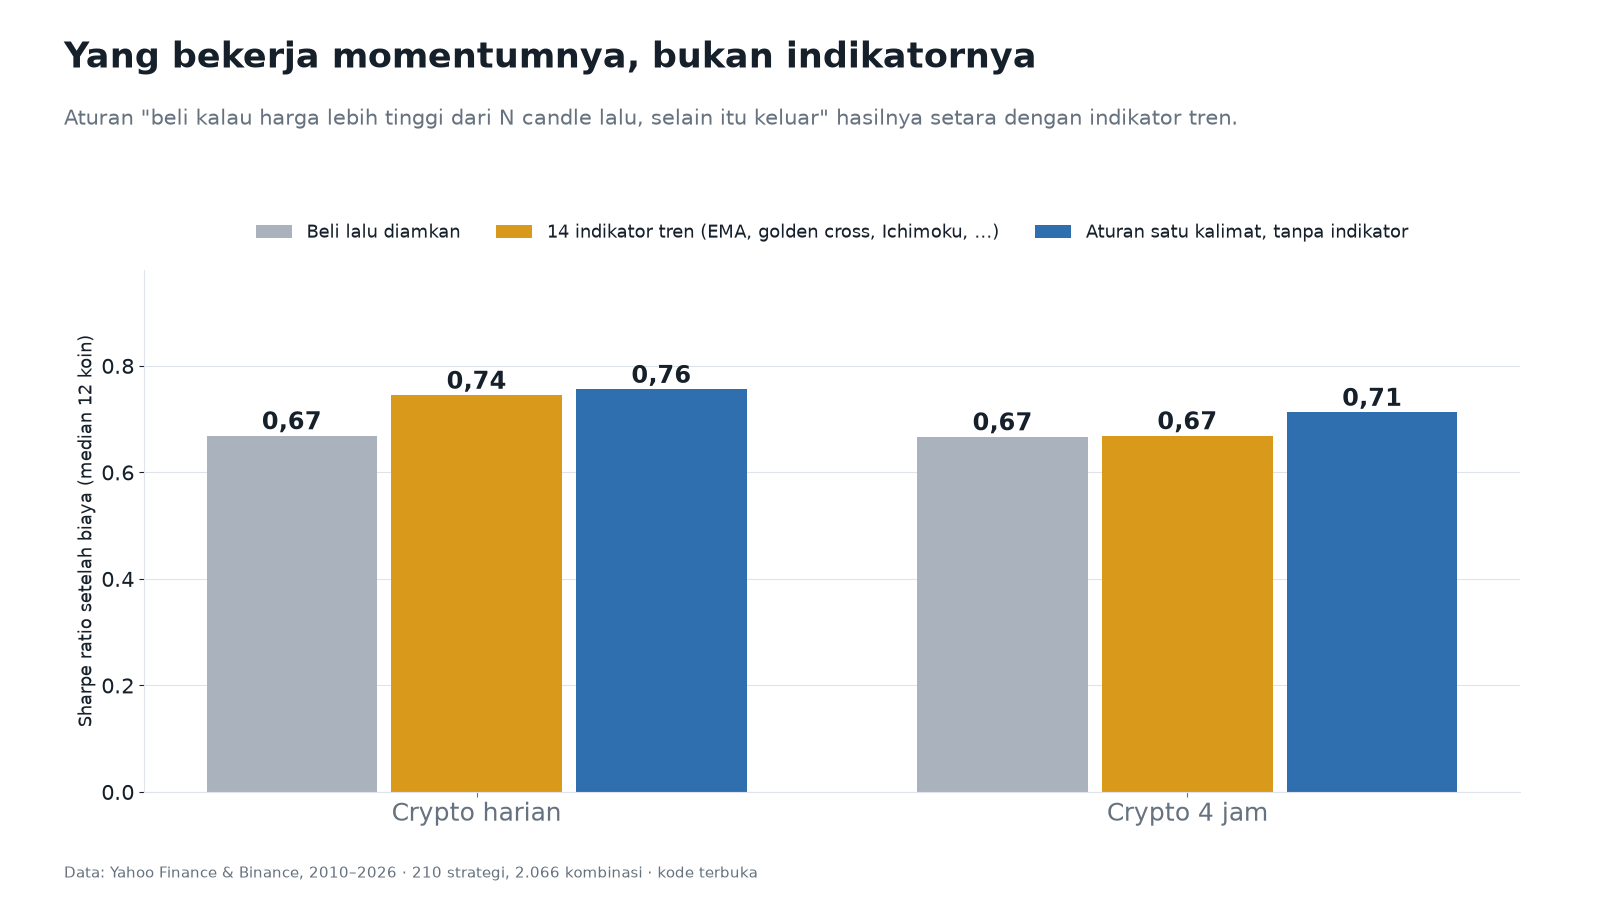 Yang bekerja momentumnya, bukan indikatornya
Aturan "beli kalau harga lebih tinggi dari N candle lalu, selain itu keluar" hasilnya setara dengan indikator tren.
Beli lalu diamkan
14 indikator tren (EMA, golden cross, Ichimoku, ...)
Aturan satu kalimat, tanpa indikator
Sharpe ratio setelah biaya (median 12 koin)
0.8
0.6
0.4
0.2
0.0
0,67
0,74
0,76
0,67
0,67
0,71
Crypto harian
Crypto 4 jam
Data: Yahoo Finance & Binance, 2010–2026 · 210 strategi, 2.066 kombinasi · kode terbuka